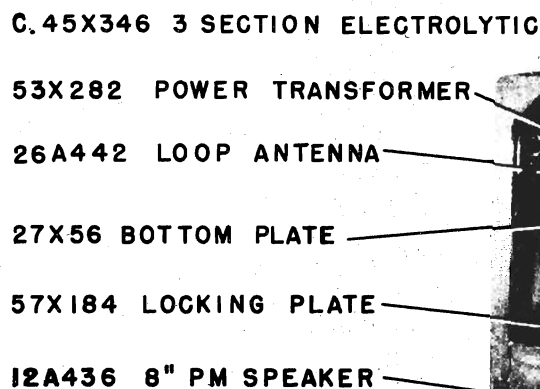 C.45X346 3 SECTION ELECTROLYTIC
53X282 POWER TRANSFORMER
26A442 LOOP ANTENNA
27X56 BOTTOM PLATE
57X184 LOCKING PLATE
12A436 8" PM SPEAKER